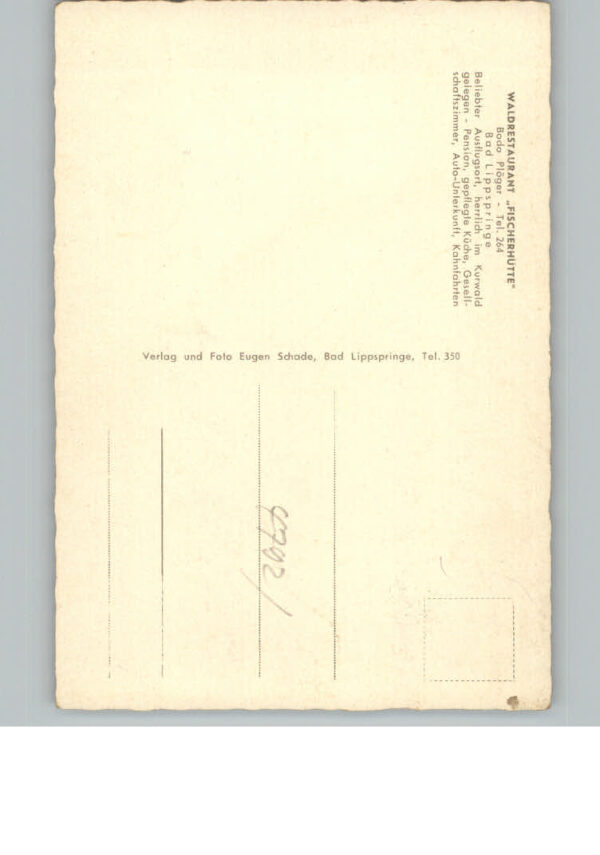 WALDRESTAURANT „FISCHERHÜTTE"
Bodo Plöger - Tel. 264
Bad Lippspringe
Beliebter Ausflugsort, herrlich im Kurwald
gelegen - Pension, gepflegte Küche, Gesell-
schaftszimmer, Auto-Unterkunft, Kahnfahrten
Verlag und Foto Eugen Schade, Bad Lippspringe, Tel. 350